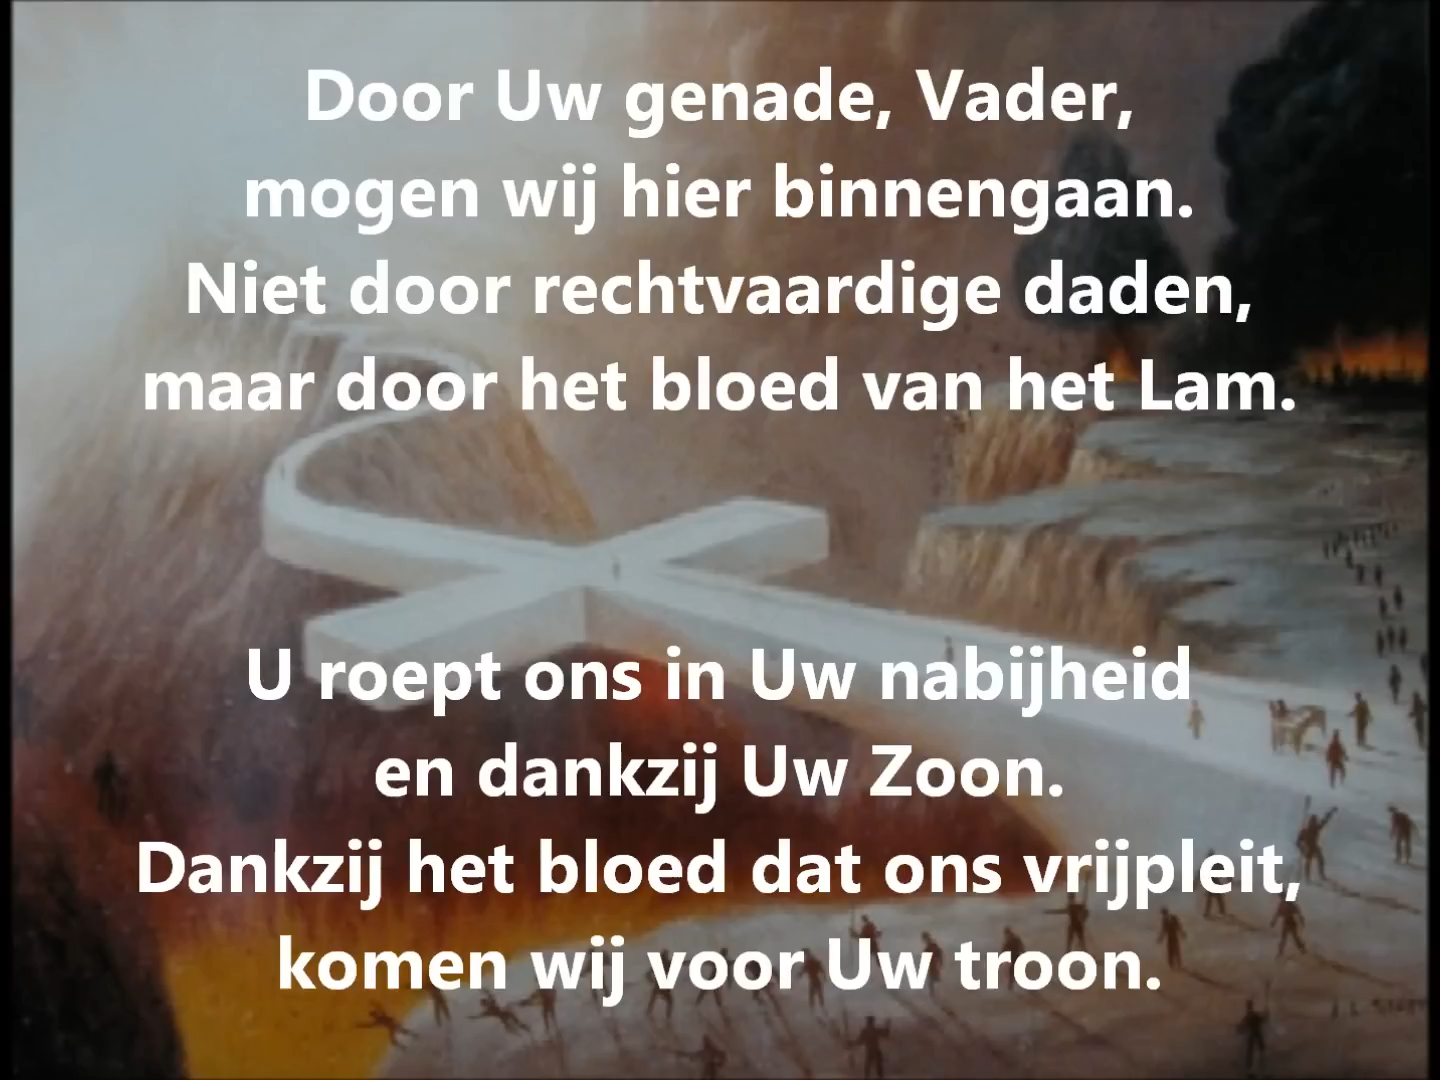 Door Uw genade, Vader,
mogen wij hier binnengaan.
Niet door rechtvaardige daden,
maar door het bloed van het Lam.
U roept ons in Uw nabijheid
en dankzij Uw Zoon.
Dankzij het bloed dat ons vrijpleit,
komen wij voor Uw troon.